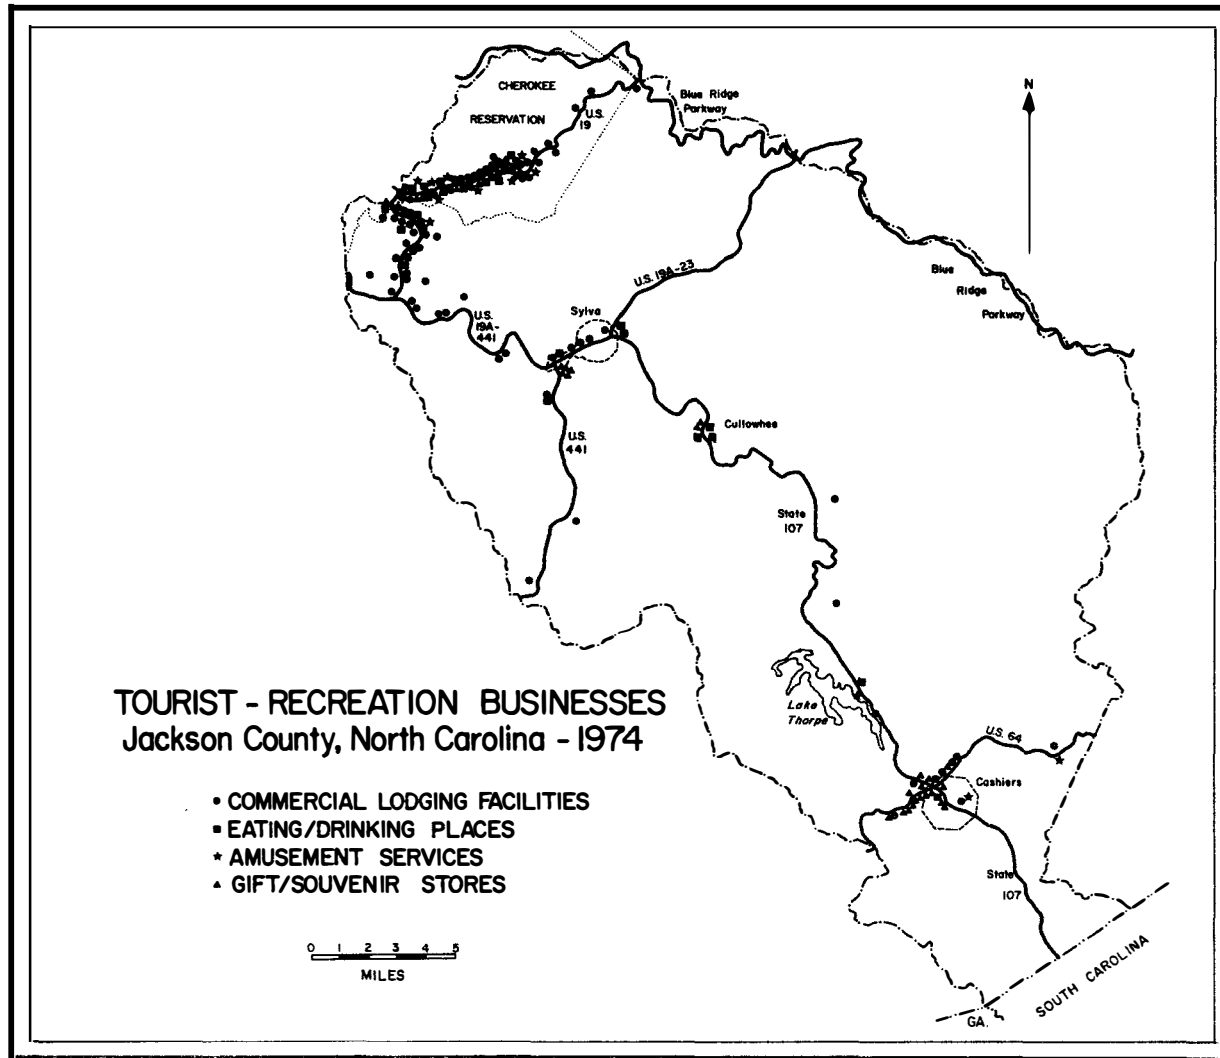 CHEROKEE
RESERVATION
U.S.
19
Blue Ridge
Parkway
N
U.S. 19A-23
Blue
Ridge
Parkway
Sylva
U.S.
19A-
441
U.S.
441
Cullowhee
State
107
Lake
Thorpe
U.S. 64
Cashiers
State
107
SOUTH CAROLINA
GA.
TOURIST - RECREATION BUSINESSES
Jackson County, North Carolina - 1974
COMMERCIAL LODGING FACILITIES
EATING/DRINKING PLACES
AMUSEMENT SERVICES
GIFT/SOUVENIR STORES
0 1 2 3 4 5
MILES